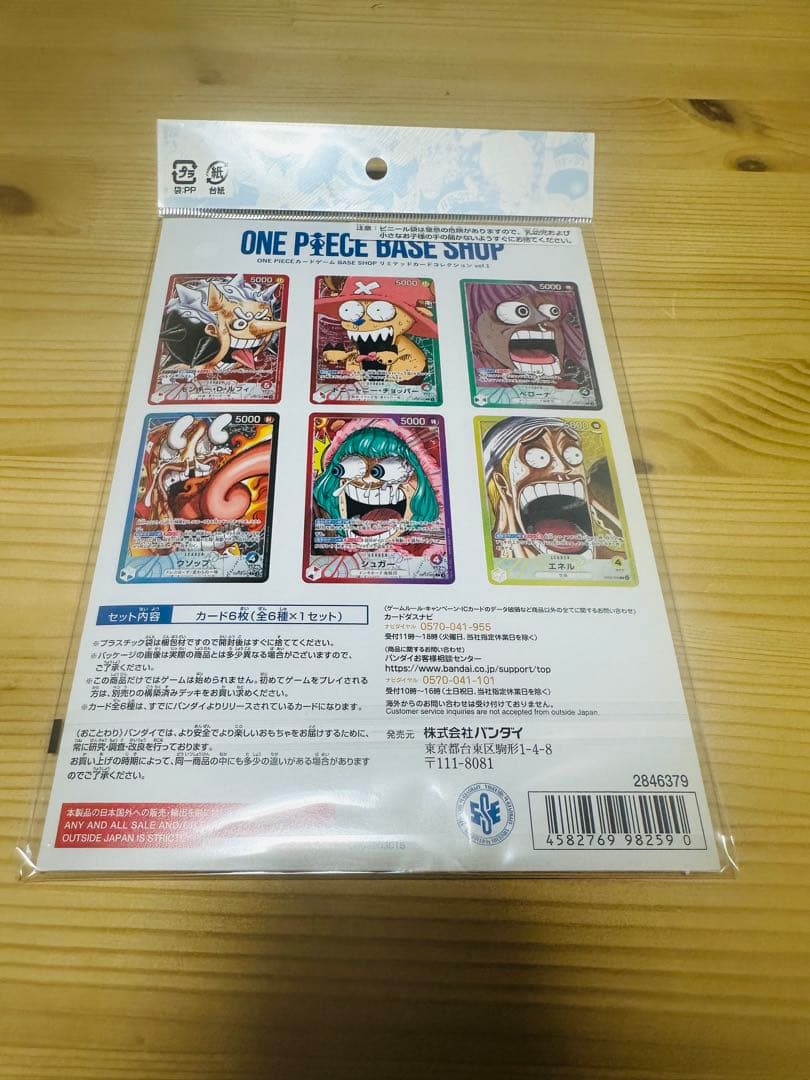 プラ
袋:PP
紙
台紙
注意：ビニール袋は窒息の危険がありますので、乳幼児および
小さなお子様の手の届かないようすぐに捨てください。
ONE PIECE BASE SHOP
ONE PIECEカードゲーム BASE SHOP リミテッドカードコレクション vol.1
5000
LEADER
モンキー・D・ルフィ
5000
LEADER
トニートニー・チョッパー
4
5000
LEADER
ペローナ
4
5000
LEADER
ウソップ
4
5000
LEADER
シュガー
4
5000
LEADER
エネル
4
セット内容
カード6枚(全6種×1セット)
※プラスチック袋は梱包材ですので開封後はすぐに捨ててください。
※パッケージの画像は実際の商品とは多少異なる場合がございますので、
ご了承ください。
※この商品だけではゲームは始められません。初めてゲームをプレイされる
方は、別売りの構築済みデッキをお買い求めください。
※カード全6種は、すでにバンダイよりリリースされているカードになります。
《おことわり》バンダイでは、より安全でより楽しいおもちゃをお届けするために、
常に研究・調査・改良を行っております。
お買い上げの時期によって、同一商品の中にも多少の違いがある場合があります
のでご了承ください。
〈ゲームルール・キャンペーン・ICカードのデータ破損など商品以外の全てに関するお問い合わせ〉
カードダスナビ
ナビダイヤル 0570-041-955
受付11時～18時(火曜日、当社指定休業日を除く)
〈商品に関するお問い合わせ〉
バンダイお客様相談センター
https://www.bandai.co.jp/support/top
ナビダイヤル 0570-041-101
受付10時～16時(土日祝日、当社指定休業日を除く)
海外からのお問い合わせは受け付けておりません。
Customer service inquiries are not accepted from outside Japan.
発売元
株式会社バンダイ
東京都台東区駒形1-4-8
〒111-8081
2846379
本製品の日本国外への販売・輸出を
ANY AND ALL SALE AND/OR
OUTSIDE JAPAN IS STRICT
4 582769 98259 0